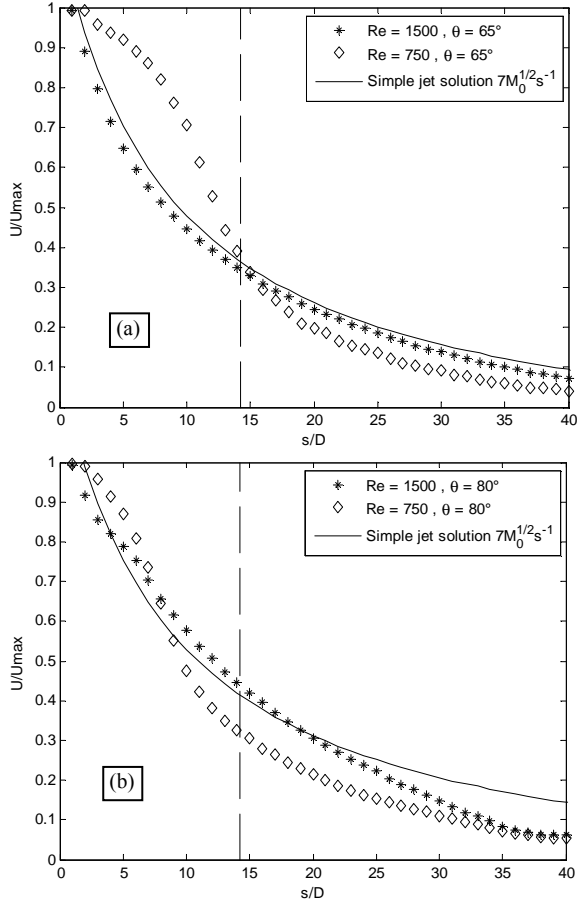 1
0.9
0.8
0.7
0.6
0.5
0.4
0.3
0.2
0.1
0
U/Umax
Re = 1500 , θ = 65°
Re = 750 , θ = 65°
Simple jet solution 7M₀^1/2 s^-1
(a)
0 5 10 15 20 25 30 35 40
s/D
1
0.9
0.8
0.7
0.6
0.5
0.4
0.3
0.2
0.1
0
U/Umax
Re = 1500 , θ = 80°
Re = 750 , θ = 80°
Simple jet solution 7M₀^1/2 s^-1
(b)
0 5 10 15 20 25 30 35 40
s/D